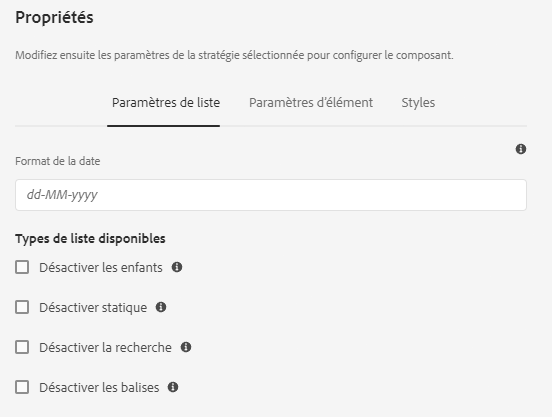 Propriétés
Modifiez ensuite les paramètres de la stratégie sélectionnée pour configurer le composant.
Paramètres de liste Paramètres d'élément Styles
Format de la date
dd-MM-yyyy
Types de liste disponibles
Désactiver les enfants
Désactiver statique
Désactiver la recherche
Désactiver les balises